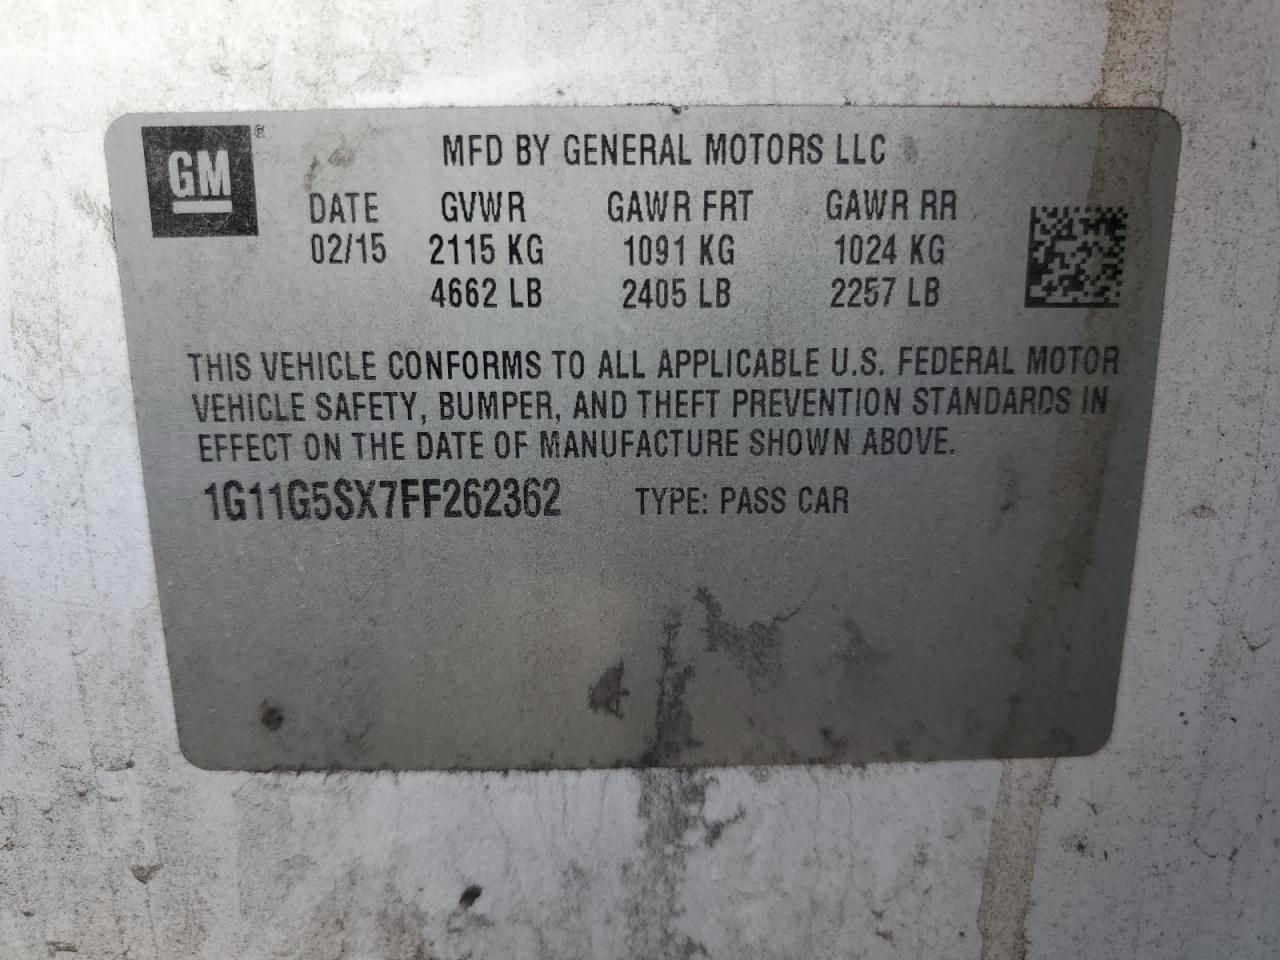 GM®
MFD BY GENERAL MOTORS LLC
DATE GVWR GAWR FRT GAWR RR
02/15 2115 KG 1091 KG 1024 KG
4662 LB 2405 LB 2257 LB
THIS VEHICLE CONFORMS TO ALL APPLICABLE U.S. FEDERAL MOTOR
VEHICLE SAFETY, BUMPER, AND THEFT PREVENTION STANDARDS IN
EFFECT ON THE DATE OF MANUFACTURE SHOWN ABOVE.
1G11G5SX7FF262362 TYPE: PASS CAR